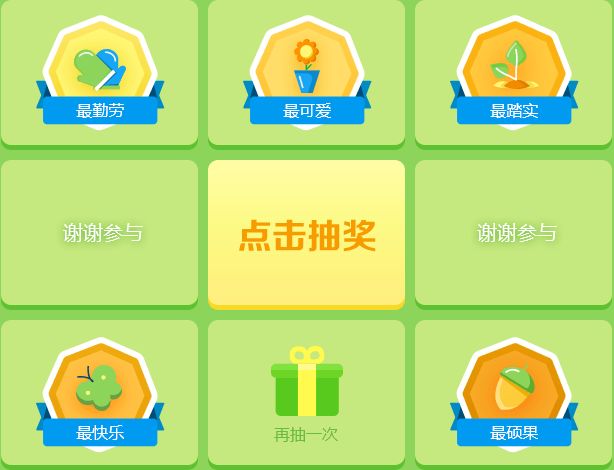 最勤劳
最可爱
最踏实
谢谢参与
点击抽奖
谢谢参与
最快乐
再抽一次
最硕果